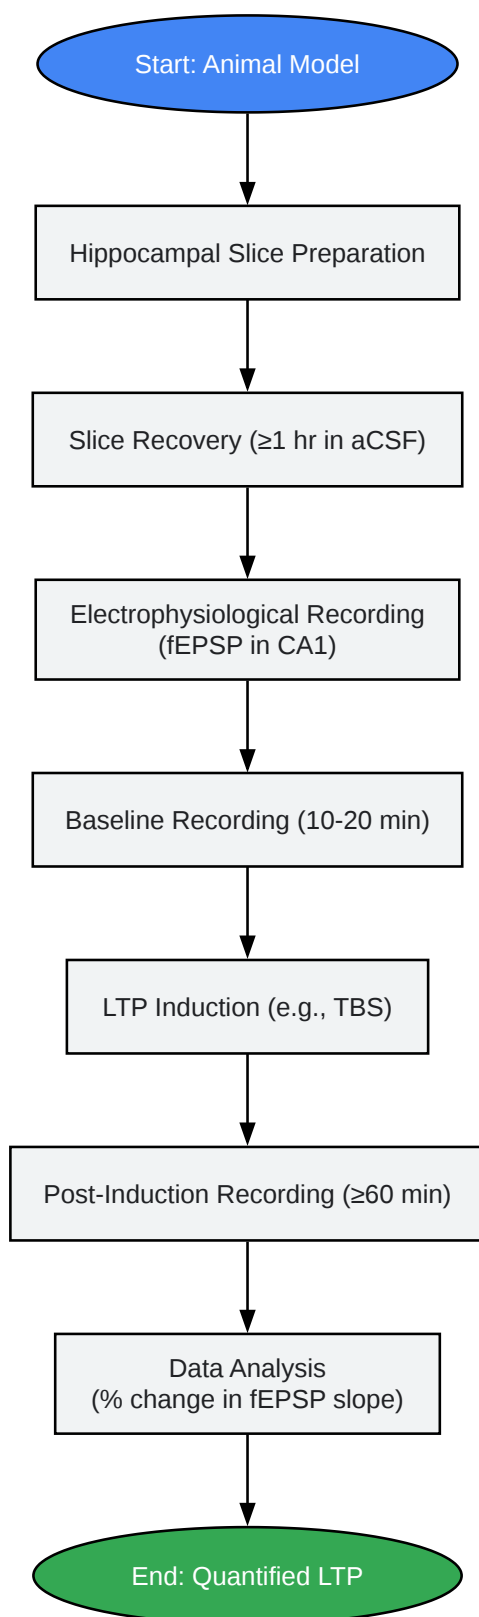 Start: Animal Model
Hippocampal Slice Preparation
Slice Recovery (≥1 hr in aCSF)
Electrophysiological Recording
(fEPSP in CA1)
Baseline Recording (10-20 min)
LTP Induction (e.g., TBS)
Post-Induction Recording (≥60 min)
Data Analysis
(% change in fEPSP slope)
End: Quantified LTP